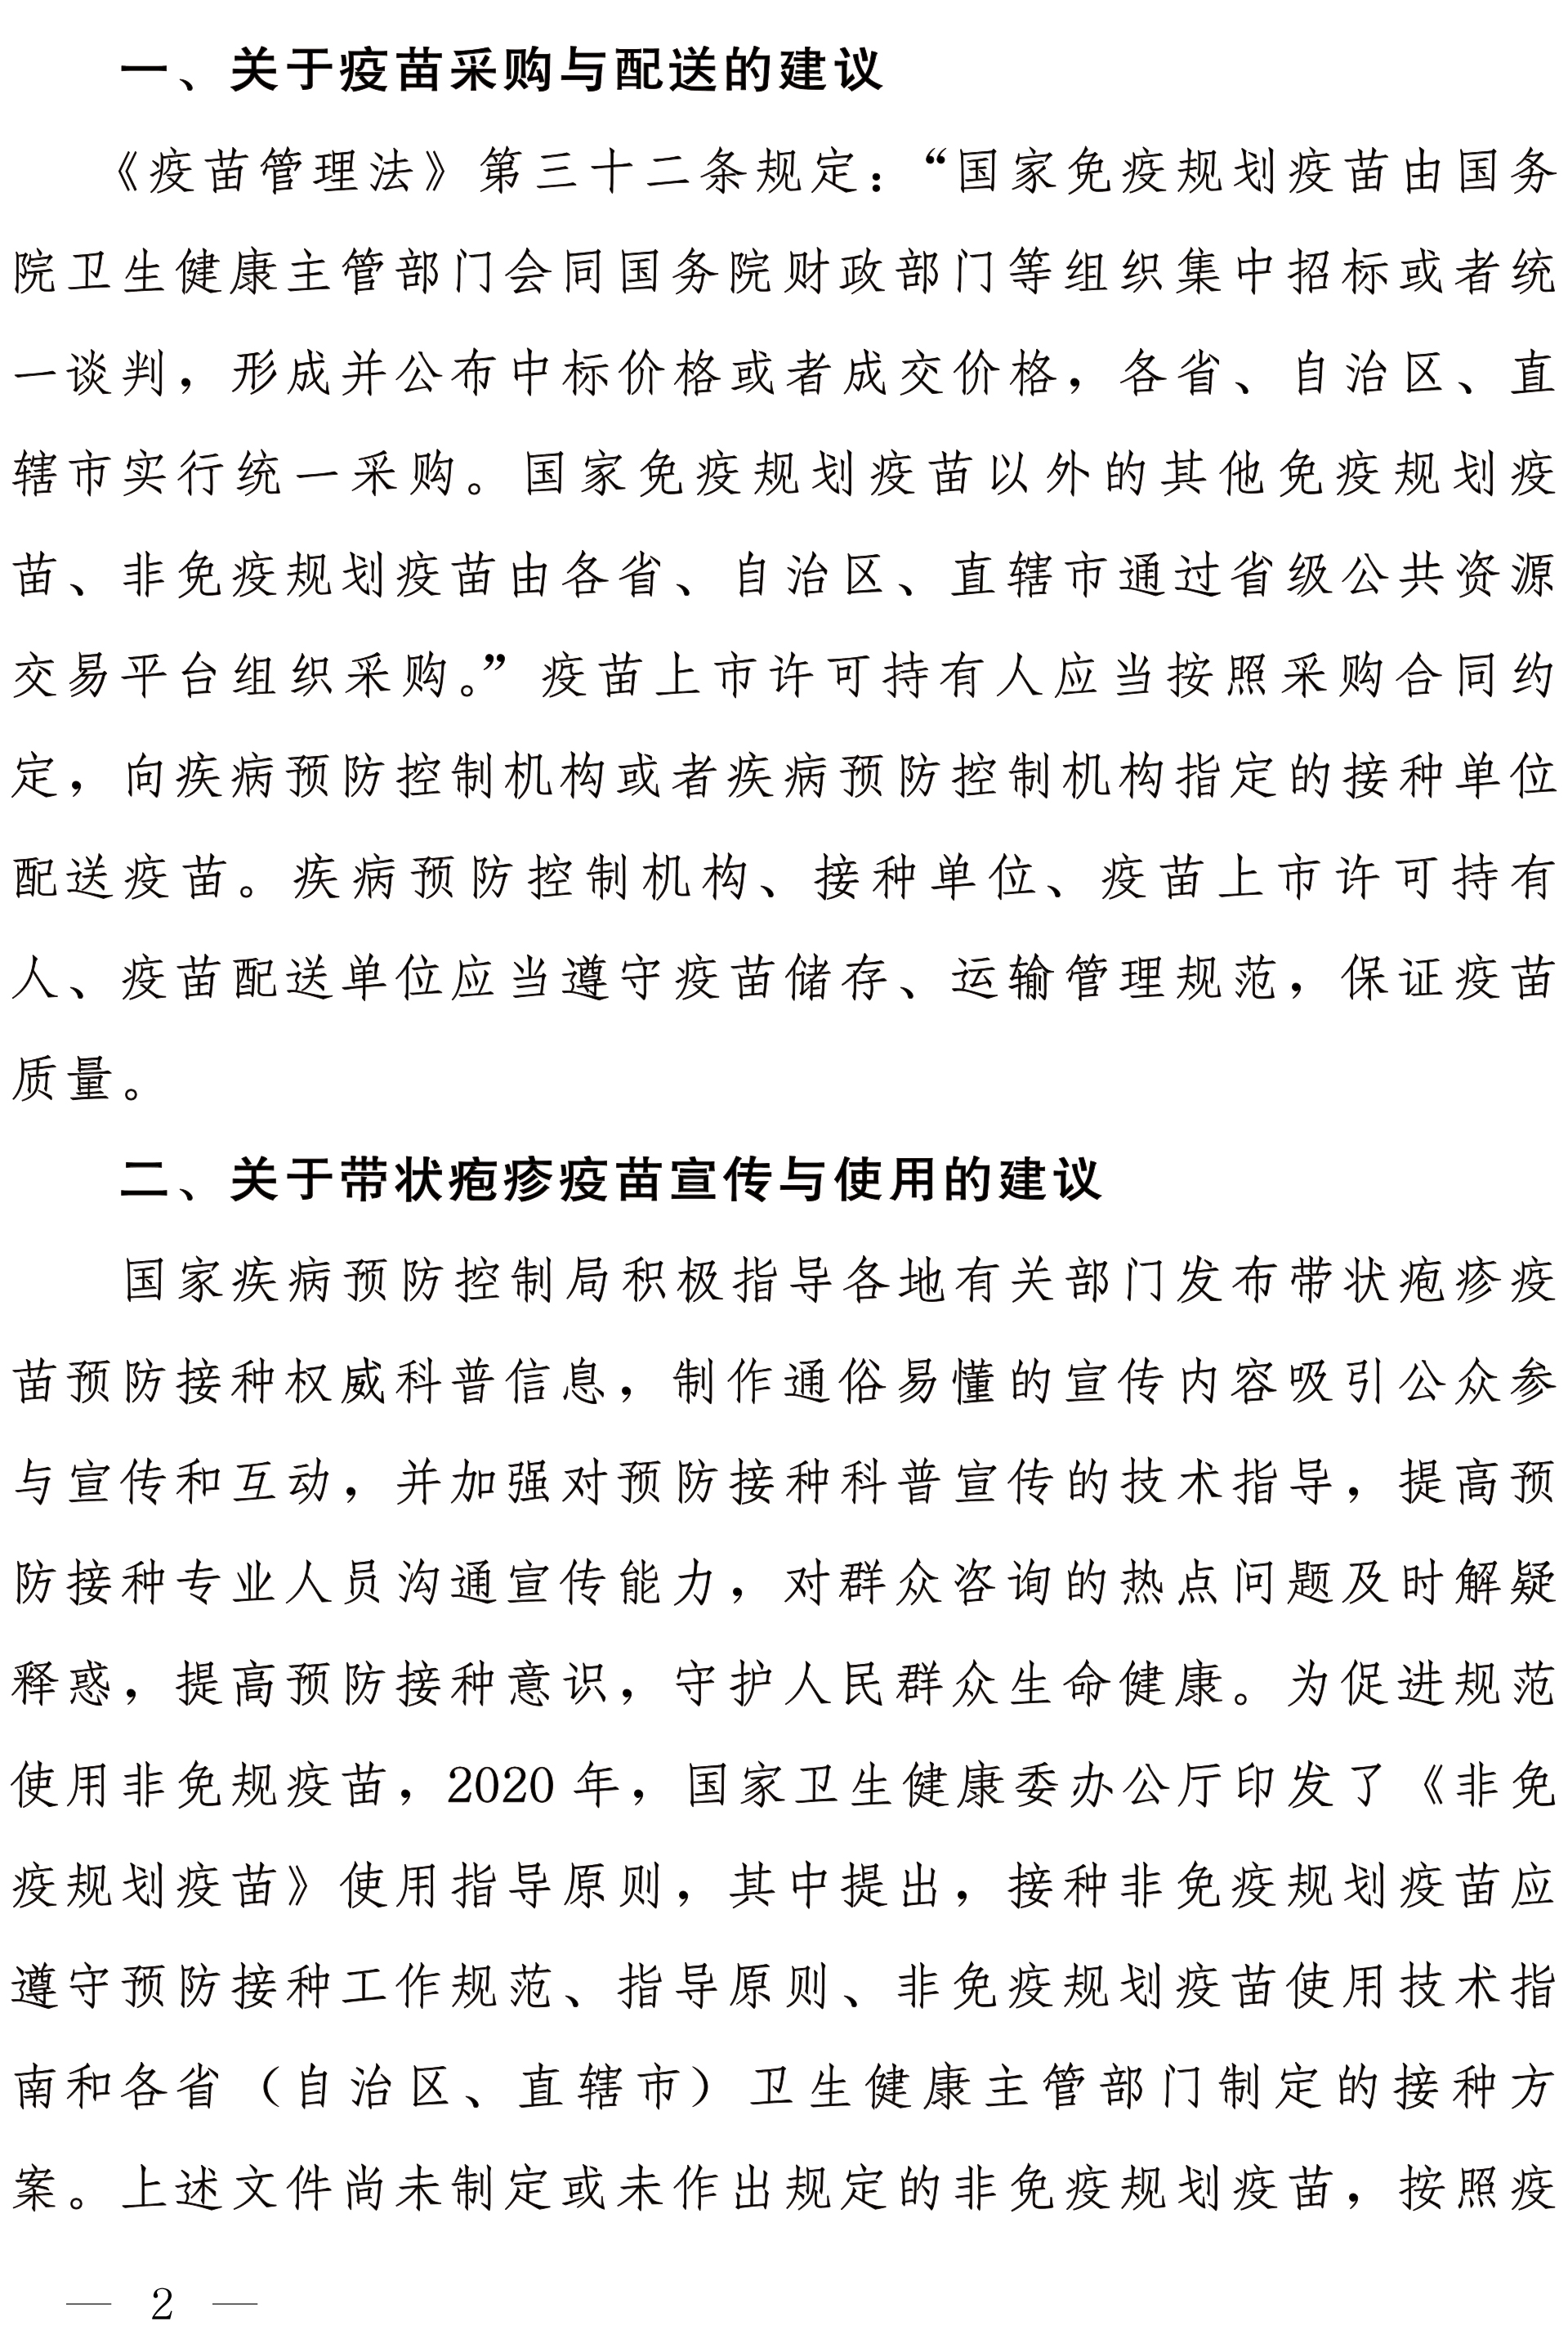 一、关于疫苗采购与配送的建议
《疫苗管理法》第三十二条规定：“国家免疫规划疫苗由国务
院卫生健康主管部门会同国务院财政部门等组织集中招标或者统
一谈判，形成并公布中标价格或者成交价格，各省、自治区、直
辖市实行统一采购。国家免疫规划疫苗以外的其他免疫规划疫
苗、非免疫规划疫苗由各省、自治区、直辖市通过省级公共资源
交易平台组织采购。”疫苗上市许可持有人应当按照采购合同约
定，向疾病预防控制机构或者疾病预防控制机构指定的接种单位
配送疫苗。疾病预防控制机构、接种单位、疫苗上市许可持有
人、疫苗配送单位应当遵守疫苗储存、运输管理规范，保证疫苗
质量。
二、关于带状疱疹疫苗宣传与使用的建议
国家疾病预防控制局积极指导各地有关部门发布带状疱疹疫
苗预防接种权威科普信息，制作通俗易懂的宣传内容吸引公众参
与宣传和互动，并加强对预防接种科普宣传的技术指导，提高预
防接种专业人员沟通宣传能力，对群众咨询的热点问题及时解疑
释惑，提高预防接种意识，守护人民群众生命健康。为促进规范
使用非免规疫苗，2020 年，国家卫生健康委办公厅印发了《非免
疫规划疫苗》使用指导原则，其中提出，接种非免疫规划疫苗应
遵守预防接种工作规范、指导原则、非免疫规划疫苗使用技术指
南和各省（自治区、直辖市）卫生健康主管部门制定的接种方
案。上述文件尚未制定或未作出规定的非免疫规划疫苗，按照疫
— 2 —